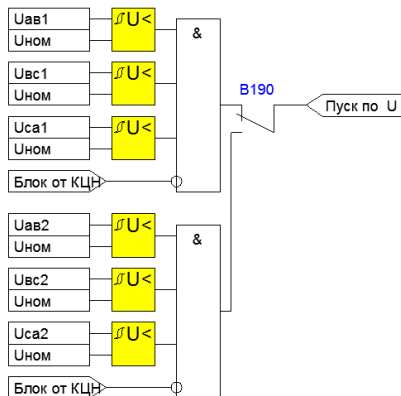 Uав1
Uном
U<
&
Uвс1
Uном
U<
В190
Uса1
Uном
U<
Пуск по U
Блок от КЦН
Uав2
Uном
U<
&
Uвс2
Uном
U<
Uса2
Uном
U<
Блок от КЦН